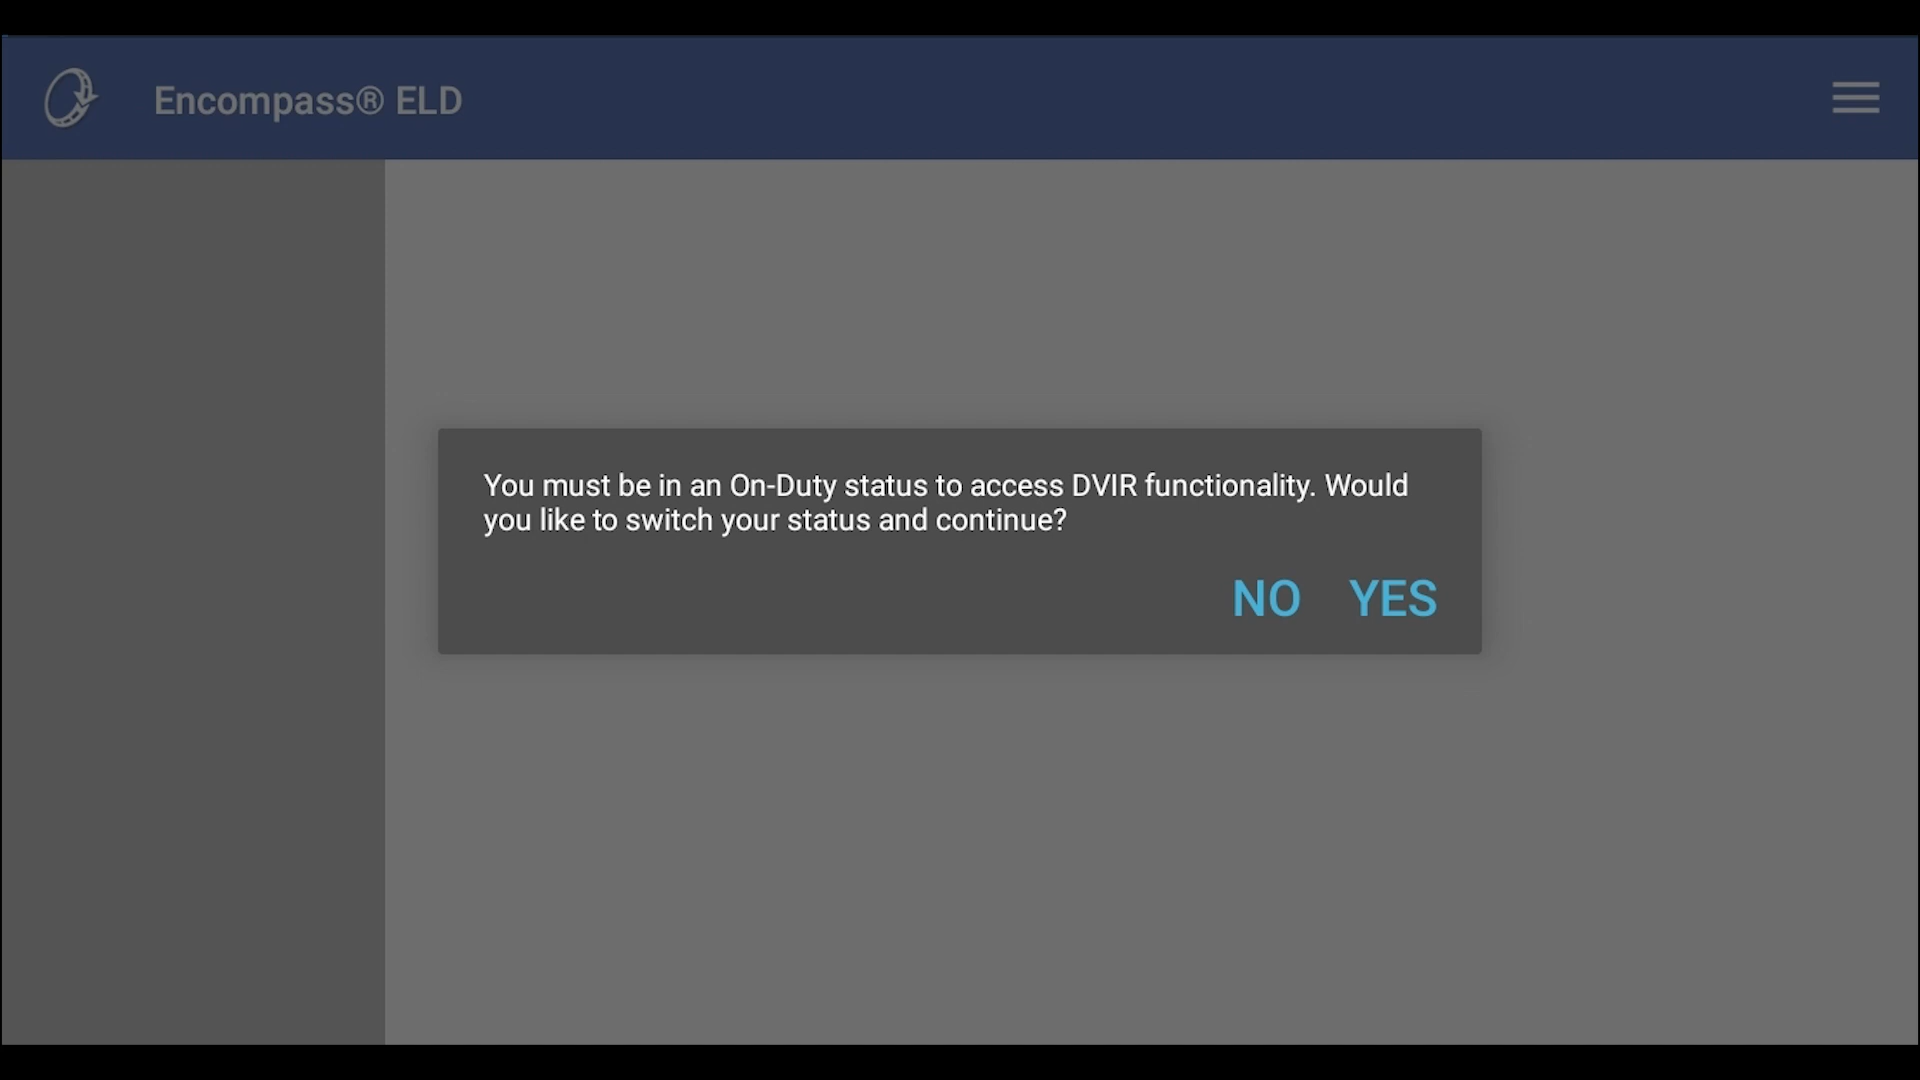 Encompass® ELD
You must be in an On-Duty status to access DVIR functionality. Would
you like to switch your status and continue?
NO YES